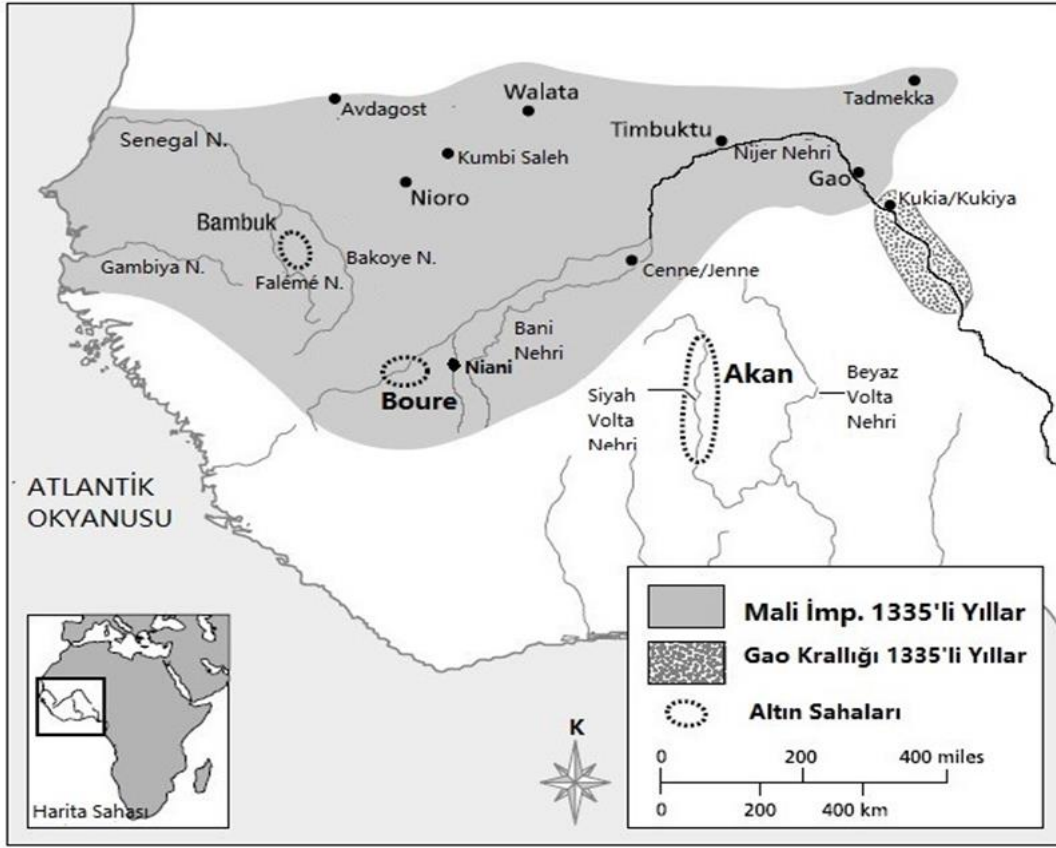 Avdagost
Walata
Tadmekka
Senegal N.
Timbuktu
Nijer Nehri
Kumbi Saleh
Gao
Nioro
Kukia/Kukiya
Bambuk
Bakoye N.
Gambiya N.
Falémé N.
Cenne/Jenne
Bani
Nehri
Niani
Boure
Akan
Siyah
Volta
Nehri
Beyaz
Volta
Nehri
ATLANTİK
OKYANUSU
Mali İmp. 1335'li Yıllar
Gao Krallığı 1335'li Yıllar
Altın Sahaları
K
0 200 400 miles
0 200 400 km
Harita Sahası